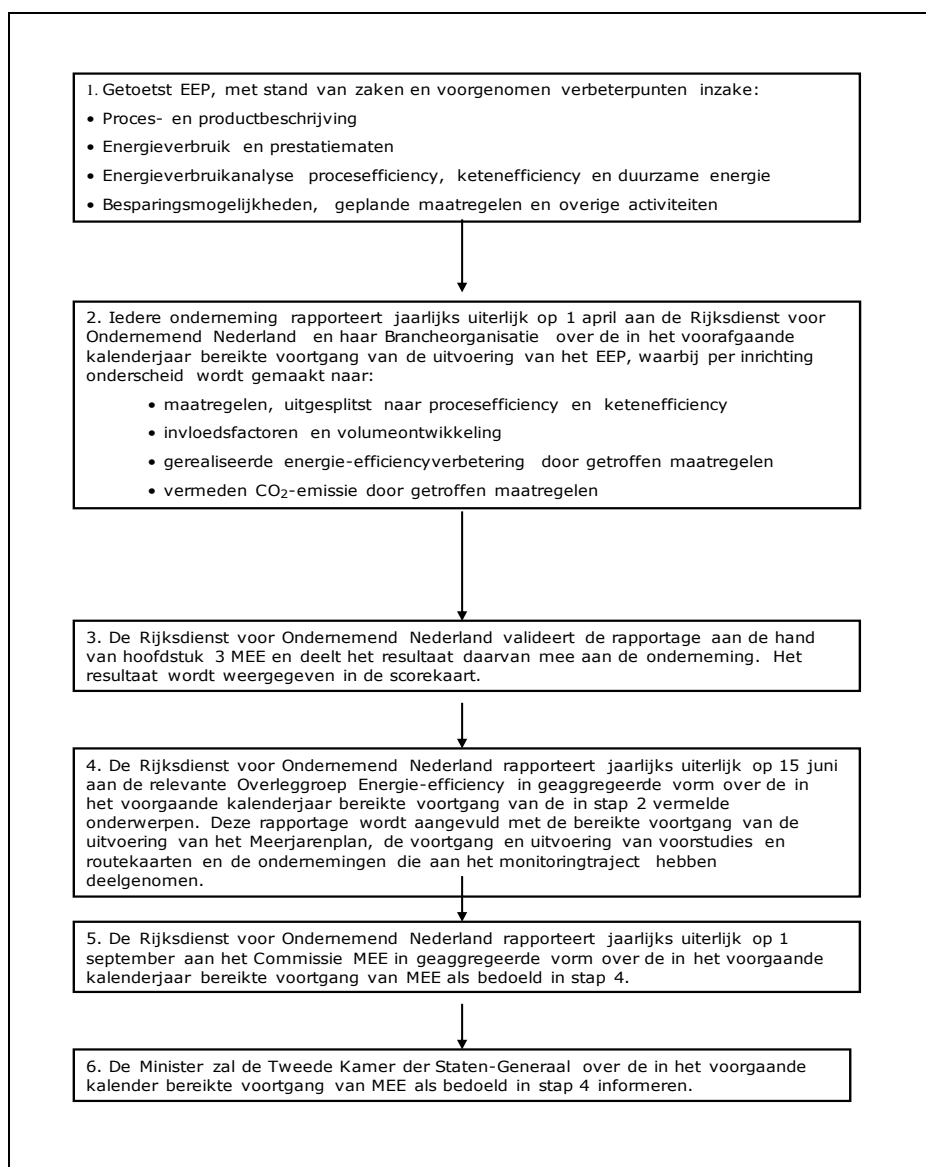 1. Getoetst EEP, met stand van zaken en voorgenomen verbeterpunten inzake:
• Proces- en productbeschrijving
• Energieverbruik en prestatiematen
• Energieverbruikanalyse procesefficiency, ketenefficiency en duurzame energie
• Besparingsmogelijkheden, geplande maatregelen en overige activiteiten
2. Iedere onderneming rapporteert jaarlijks uiterlijk op 1 april aan de Rijksdienst voor
Ondernemend Nederland en haar Brancheorganisatie over de in het voorafgaande
kalenderjaar bereikte voortgang van de uitvoering van het EEP, waarbij per inrichting
onderscheid wordt gemaakt naar:
• maatregelen, uitgesplitst naar procesefficiency en ketenefficiency
• invloedsfactoren en volumeontwikkeling
• gerealiseerde energie-efficiencyverbetering door getroffen maatregelen
• vermeden CO2-emissie door getroffen maatregelen
3. De Rijksdienst voor Ondernemend Nederland valideert de rapportage aan de hand
van hoofdstuk 3 MEE en deelt het resultaat daarvan mee aan de onderneming. Het
resultaat wordt weergegeven in de scorekaart.
4. De Rijksdienst voor Ondernemend Nederland rapporteert jaarlijks uiterlijk op 15 juni
aan de relevante Overleggroep Energie-efficiency in geaggregeerde vorm over de in
het voorgaande kalenderjaar bereikte voortgang van de in stap 2 vermelde
onderwerpen. Deze rapportage wordt aangevuld met de bereikte voortgang van de
uitvoering van het Meerjarenplan, de voortgang en uitvoering van voorstudies en
routekaarten en de ondernemingen die aan het monitoringtraject hebben
deelgenomen.
5. De Rijksdienst voor Ondernemend Nederland rapporteert jaarlijks uiterlijk op 1
september aan het Commissie MEE in geaggregeerde vorm over de in het voorgaande
kalenderjaar bereikte voortgang van MEE als bedoeld in stap 4.
6. De Minister zal de Tweede Kamer der Staten-Generaal over de in het voorgaande
kalender bereikte voortgang van MEE als bedoeld in stap 4 informeren.